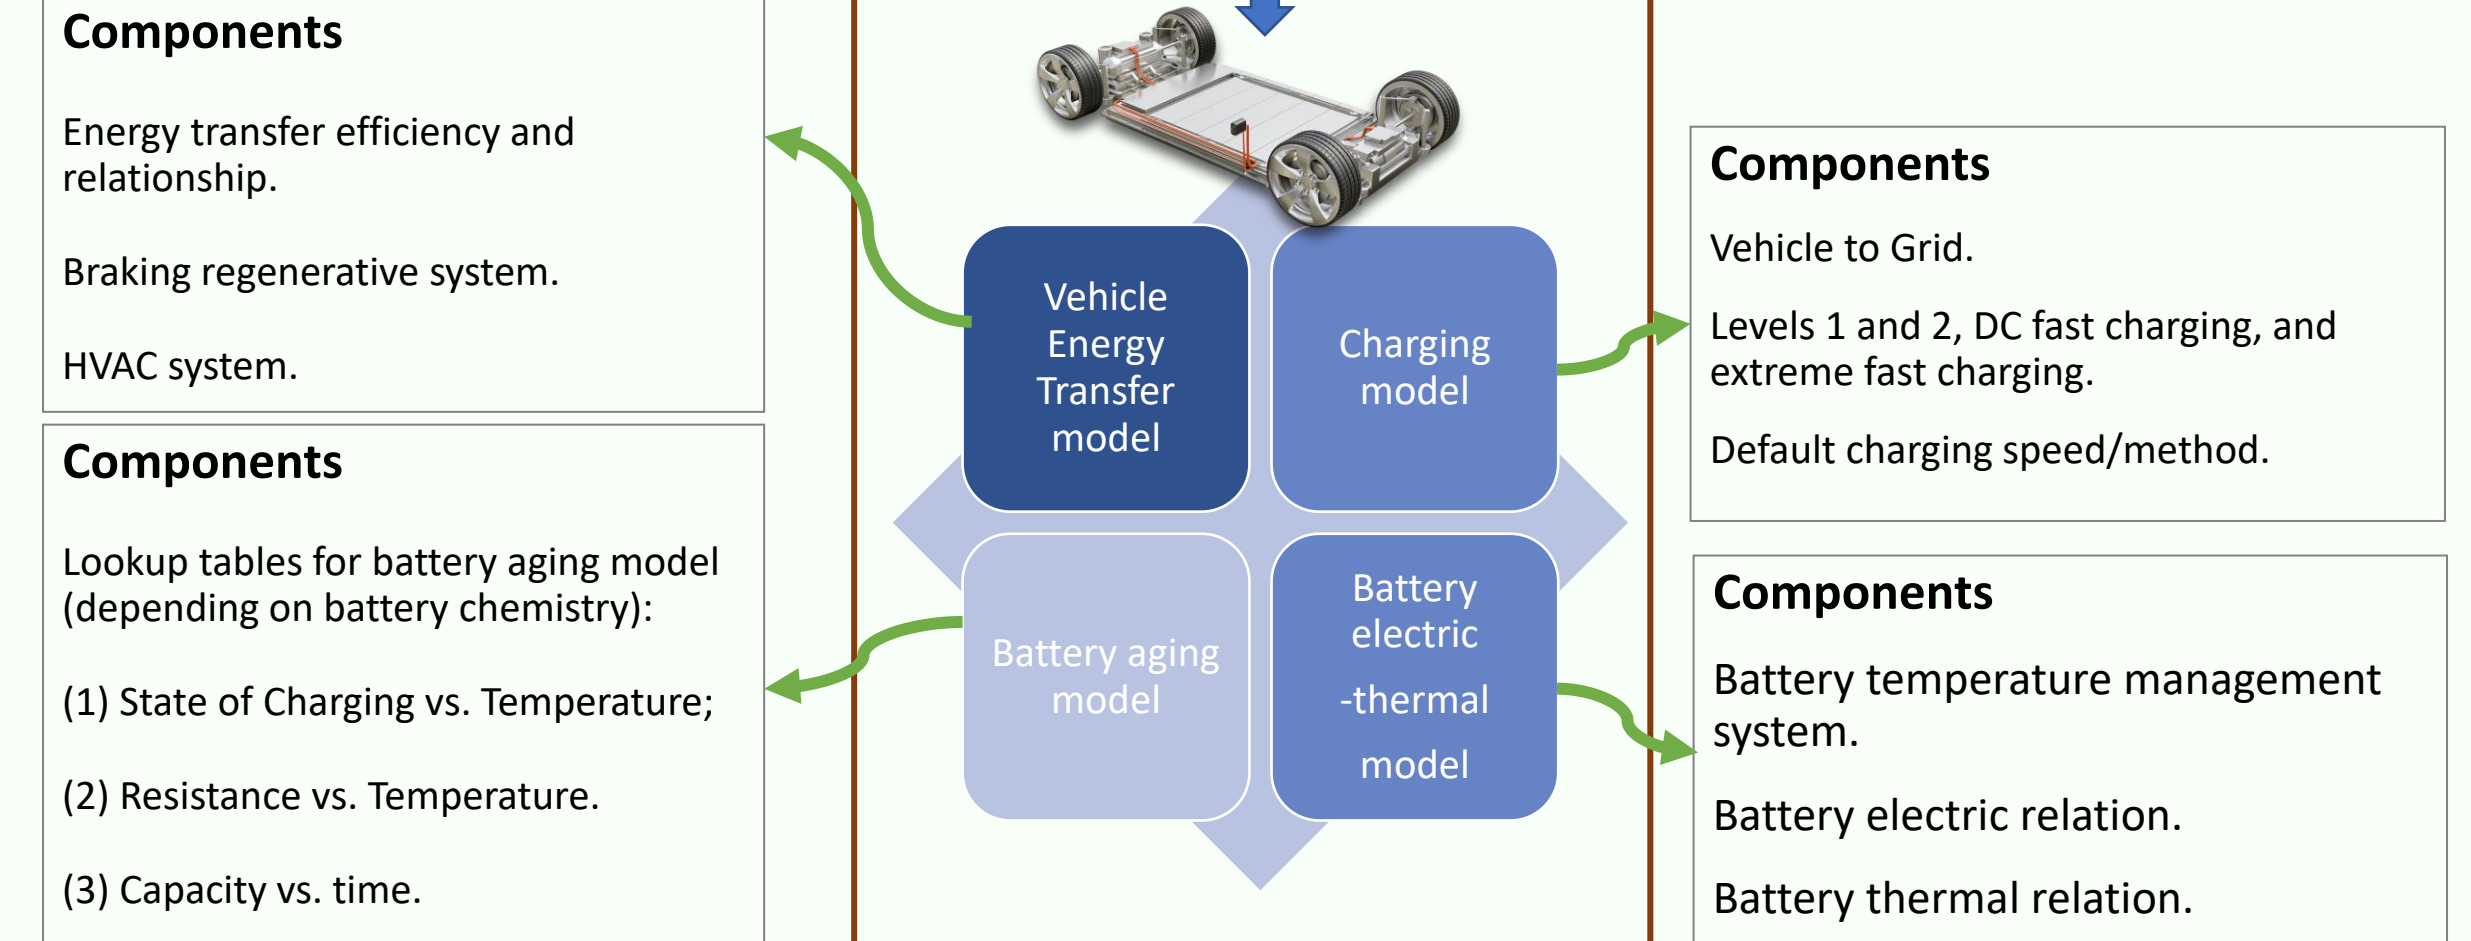 Components
Energy transfer efficiency and
relationship.
Braking regenerative system.
HVAC system.
Components
Lookup tables for battery aging model
(depending on battery chemistry):
(1) State of Charging vs. Temperature;
(2) Resistance vs. Temperature.
(3) Capacity vs. time.
Vehicle
Energy
Transfer
model
Charging
model
Battery aging
model
Battery
electric
-thermal
model
Components
Vehicle to Grid.
Levels 1 and 2, DC fast charging, and
extreme fast charging.
Default charging speed/method.
Components
Battery temperature management
system.
Battery electric relation.
Battery thermal relation.